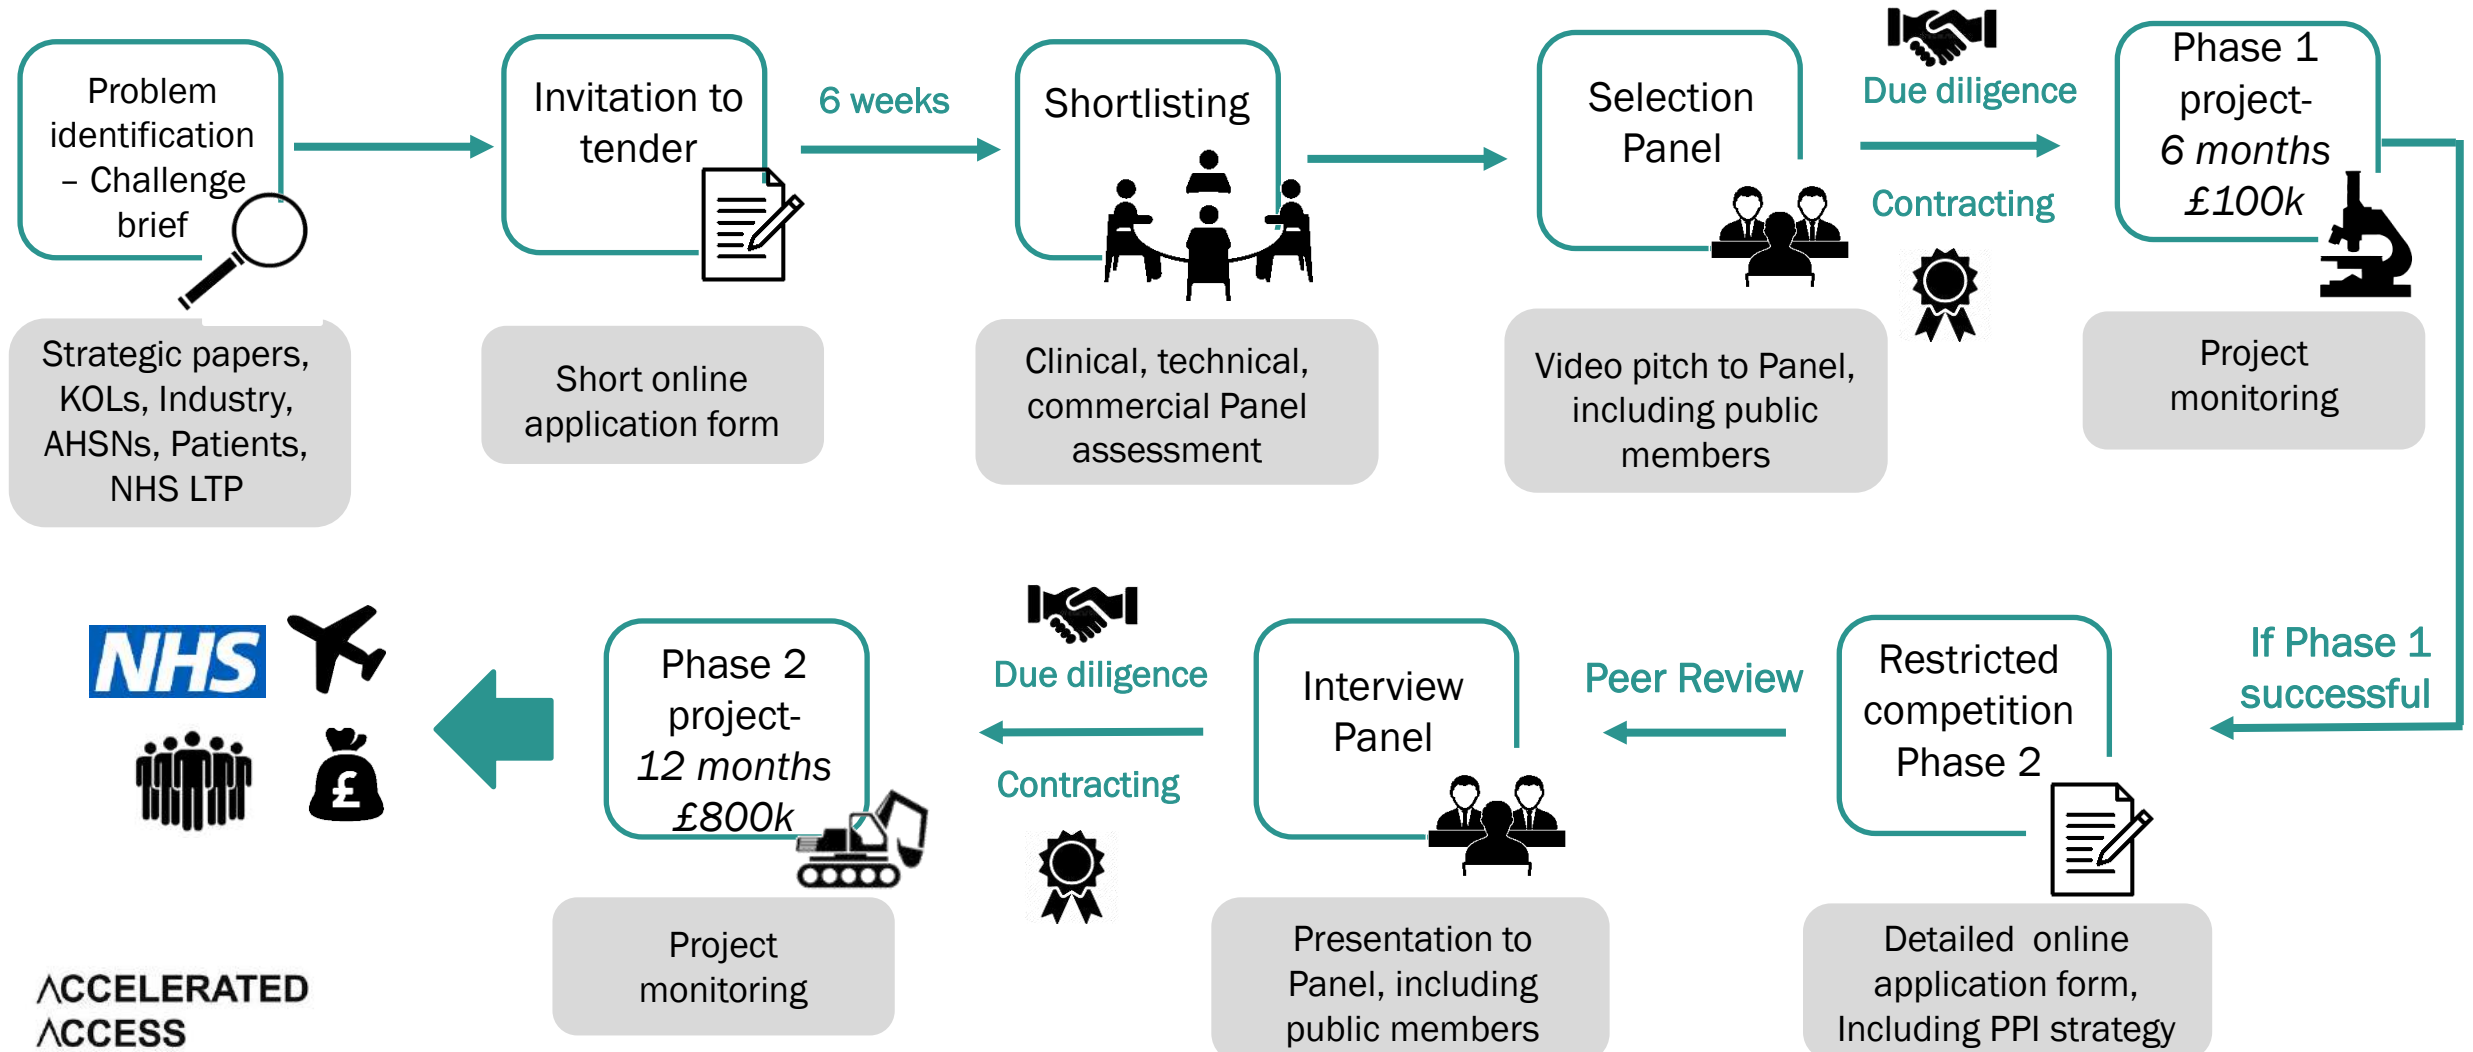 Problem
identification
– Challenge
brief
Strategic papers,
KOLs, Industry,
AHSNs, Patients,
NHS LTP
Invitation to
tender
Short online
application form
6 weeks
Shortlisting
Clinical, technical,
commercial Panel
assessment
Selection
Panel
Video pitch to Panel,
including public
members
Due diligence
Contracting
Phase 1
project-
6 months
£100k
Project
monitoring
If Phase 1
successful
Restricted
competition
Phase 2
Detailed online
application form,
Including PPI strategy
Peer Review
Interview
Panel
Presentation to
Panel, including
public members
Due diligence
Contracting
Phase 2
project-
12 months
£800k
Project
monitoring
NHS
£
ACCELERATED
ACCESS